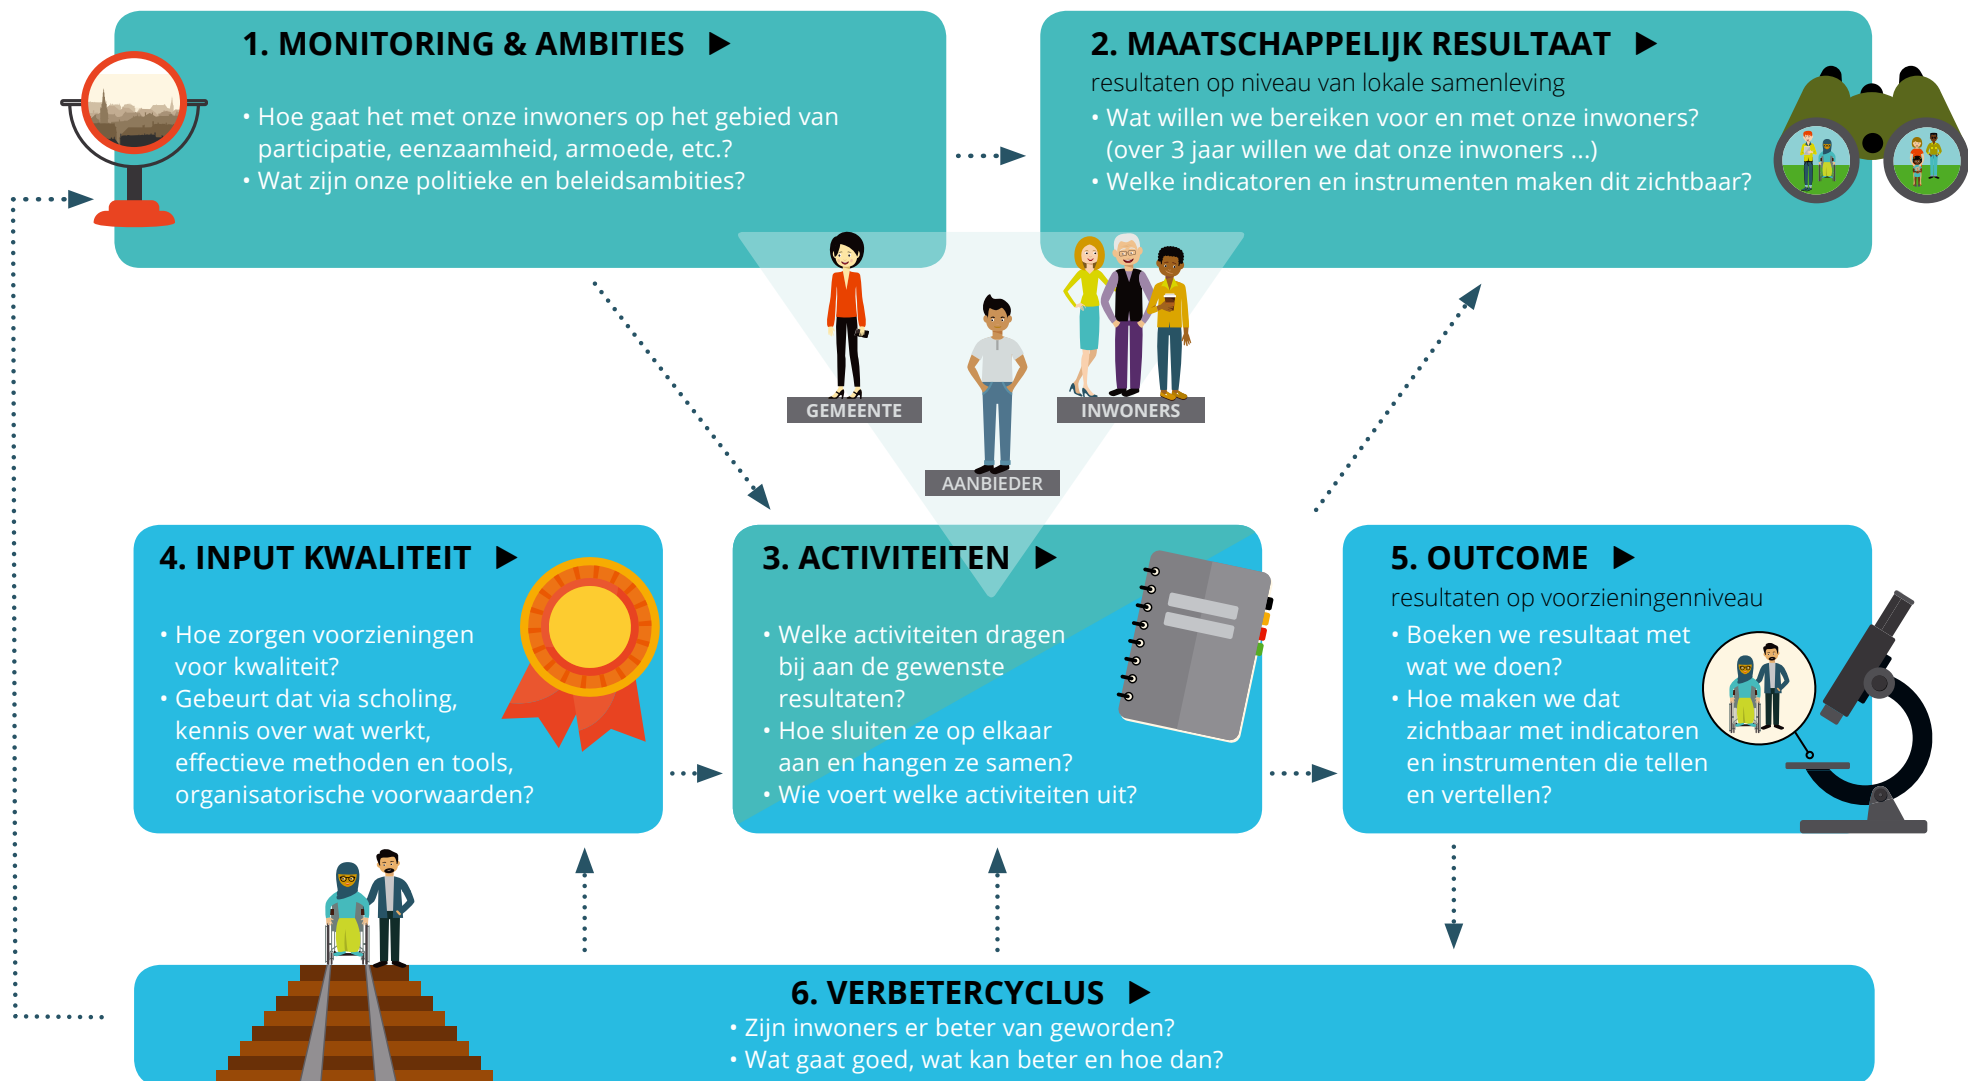 1. MONITORING & AMBITIES
• Hoe gaat het met onze inwoners op het gebied van
participatie, eenzaamheid, armoede, etc.?
• Wat zijn onze politieke en beleidsambities?
2. MAATSCHAPPELIJK RESULTAAT
resultaten op niveau van lokale samenleving
• Wat willen we bereiken voor en met onze inwoners?
(over 3 jaar willen we dat onze inwoners ...)
• Welke indicatoren en instrumenten maken dit zichtbaar?
GEMEENTE
INWONERS
AANBIEDER
4. INPUT KWALITEIT
• Hoe zorgen voorzieningen
voor kwaliteit?
• Gebeurt dat via scholing,
kennis over wat werkt,
effectieve methoden en tools,
organisatorische voorwaarden?
3. ACTIVITEITEN
• Welke activiteiten dragen
bij aan de gewenste
resultaten?
• Hoe sluiten ze op elkaar
aan en hangen ze samen?
• Wie voert welke activiteiten uit?
5. OUTCOME
resultaten op voorzieningenniveau
• Boeken we resultaat met
wat we doen?
• Hoe maken we dat
zichtbaar met indicatoren
en instrumenten die tellen
en vertellen?
6. VERBETERCYCLUS
• Zijn inwoners er beter van geworden?
• Wat gaat goed, wat kan beter en hoe dan?